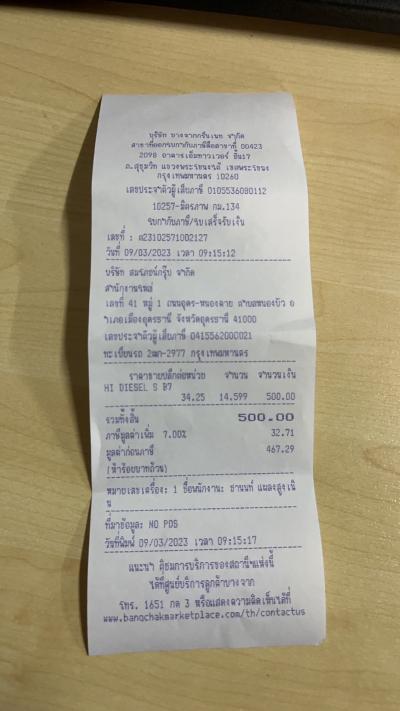 บริษัท บางจากกรีนเนท จำกัด
สาขาที่ออกใบกำกับภาษีคือสาขาที่ 00423
2098 อาคารเอ็มทาวเวอร์ ชั้น17
ถ.สุขุมวิท แขวงพระโขนงใต้ เขตพระโขนง
กรุงเทพมหานคร 10260
เลขประจำตัวผู้เสียภาษี 0105536080112
10257-มิตรภาพ กม.134
ใบกำกับภาษี/ใบเสร็จรับเงิน
เลขที่ : ค23102571002127
วันที่ 09/03/2023 เวลา 09:15:12
สำนักงานใหญ่
เลขที่ 41 หมู่ 1 ถนนอุดร-หนองคาย ตำบลหนองบัว อ
ำเภอเมืองอุดรธานี จังหวัดอุดรธานี 41000
เลขประจำตัวผู้เสียภาษี 0415562000021
ทะเบียนรถ 2ฒก-2977 กรุงเทพมหานคร
ราคาขายปลีกต่อหน่วย จำนวน จำนวนเงิน
HI DIESEL S B7
34.25 14.599 500.00
รวมทั้งสิ้น 500.00
ภาษีมูลค่าเพิ่ม 7.00% 32.71
มูลค่าก่อนภาษี 467.29
(ห้าร้อยบาทถ้วน)
หมายเลขเครื่อง: 1 ชื่อพนักงาน: ชานนท์ แผลงสูงเนิ
น
ที่มาข้อมูล: NO POS
วันที่พิมพ์ 09/03/2023 เวลา 09:15:17
แนะนำ ติชมการบริการของสถานีฯแห่งนี้
ได้ที่ศูนย์บริการลูกค้าบางจาก
โทร. 1651 กด 3 หรือแสดงความคิดเห็นได้ที่
www.bangchakmarketplace.com/th/contactus